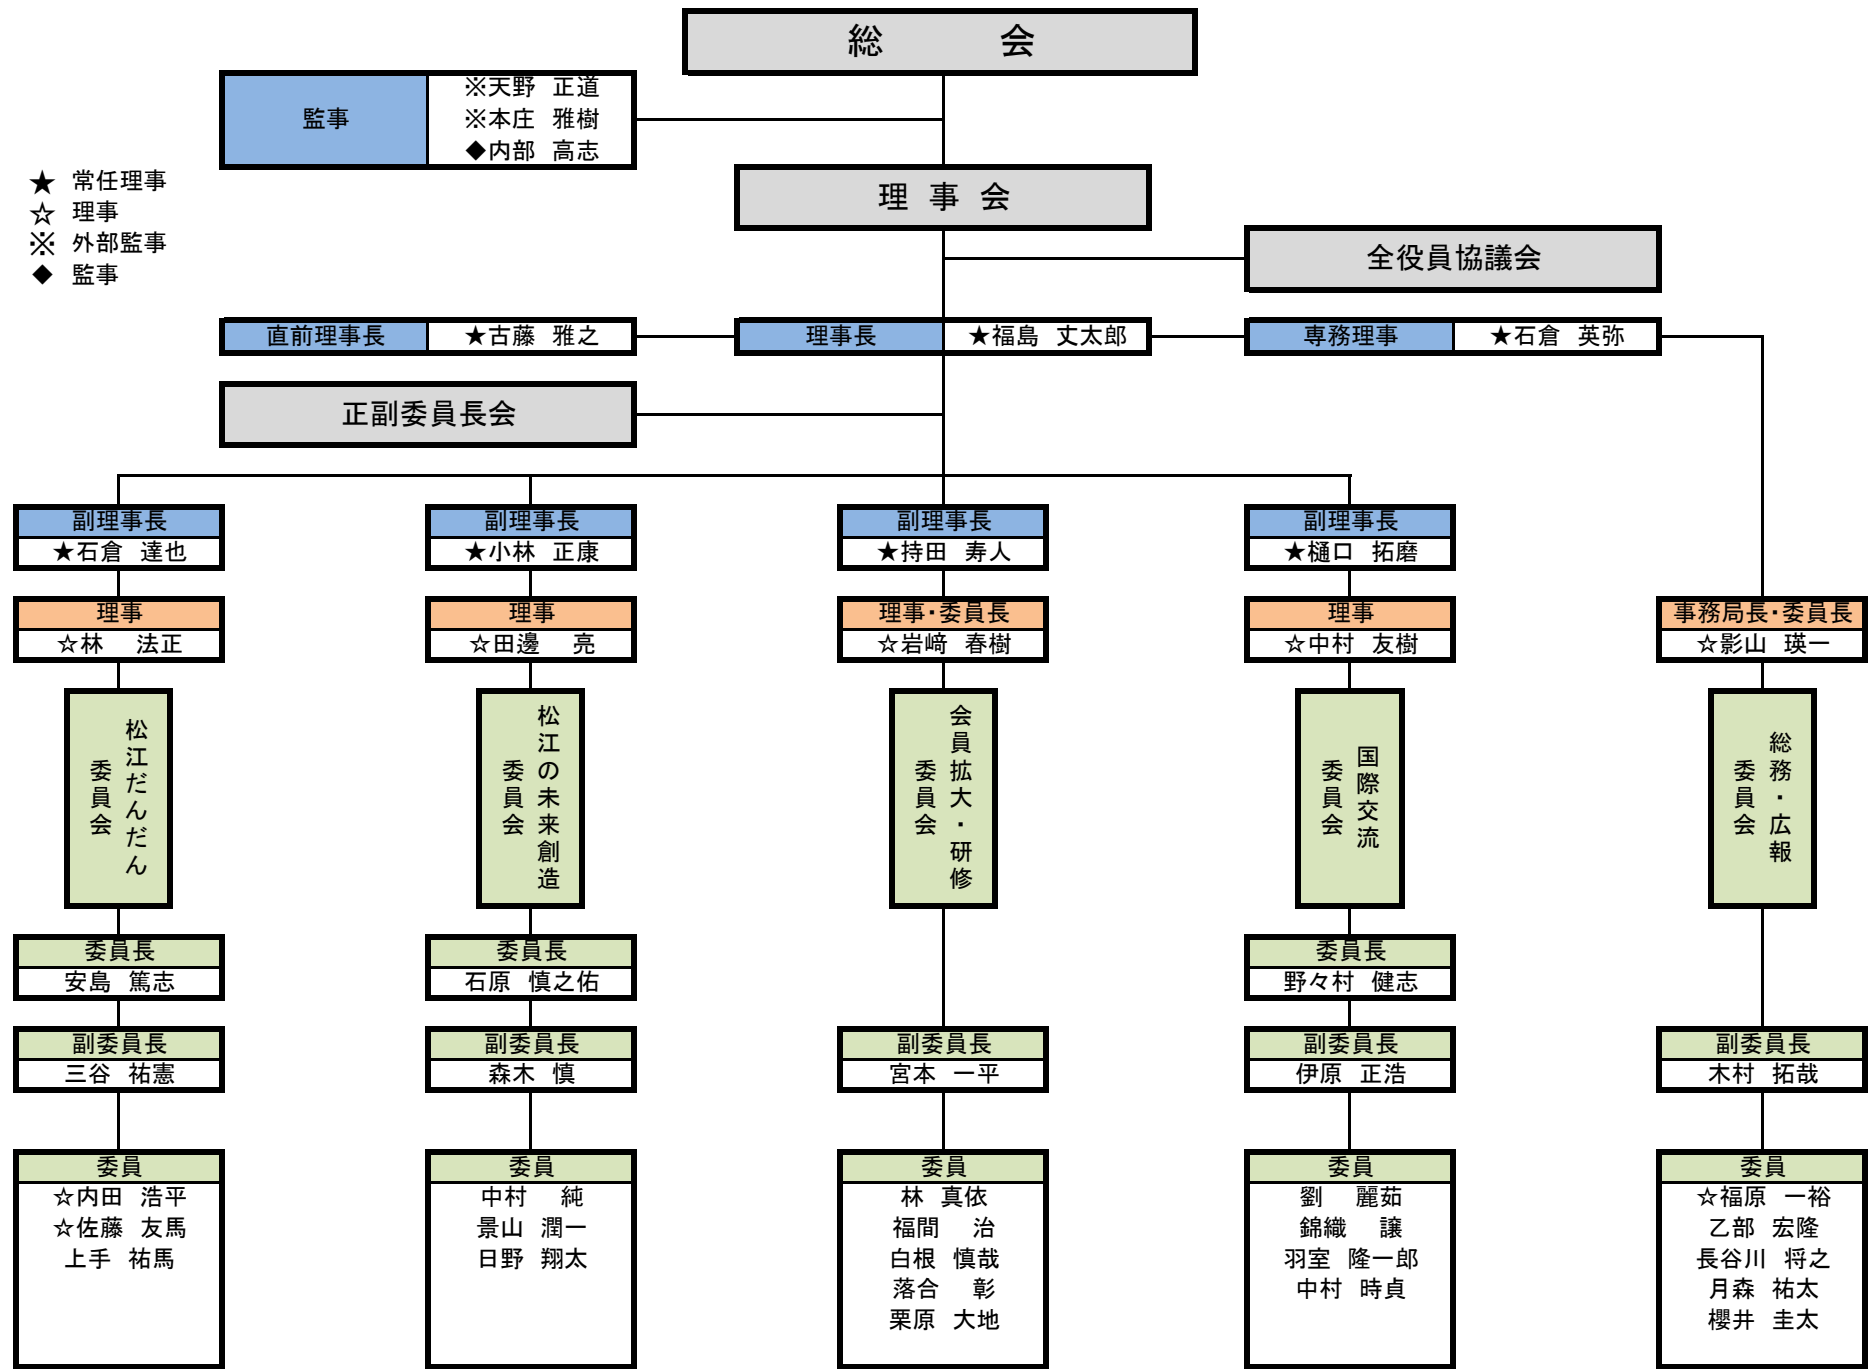 総 会
監事
※天野 正道
※本庄 雅樹
◆内部 高志
★ 常任理事
☆ 理事
※ 外部監事
◆ 監事
理 事 会
全役員協議会
直前理事長 ★古藤 雅之
理事長 ★福島 丈太郎
専務理事 ★石倉 英弥
正副委員長会
副理事長
★石倉 達也
理事
☆林 法正
松江だんだん
委員会
委員長
安島 篤志
副委員長
三谷 祐憲
委員
☆内田 浩平
☆佐藤 友馬
上手 祐馬
副理事長
★小林 正康
理事
☆田邊 亮
松江の未来創造
委員会
委員長
石原 慎之佑
副委員長
森木 慎
委員
中村 純
景山 潤一
日野 翔太
副理事長
★持田 寿人
理事・委員長
☆岩﨑 春樹
会員拡大・研修
委員会
副委員長
宮本 一平
委員
林 真依
福間 治
白根 慎哉
落合 彰
栗原 大地
副理事長
★樋口 拓磨
理事
☆中村 友樹
国際交流
委員会
委員長
野々村 健志
副委員長
伊原 正浩
委員
劉 麗茹
錦織 譲
羽室 隆一郎
中村 時貞
事務局長・委員長
☆影山 瑛一
総務・広報
委員会
副委員長
木村 拓哉
委員
☆福原 一裕
乙部 宏隆
長谷川 将之
月森 祐太
櫻井 圭太